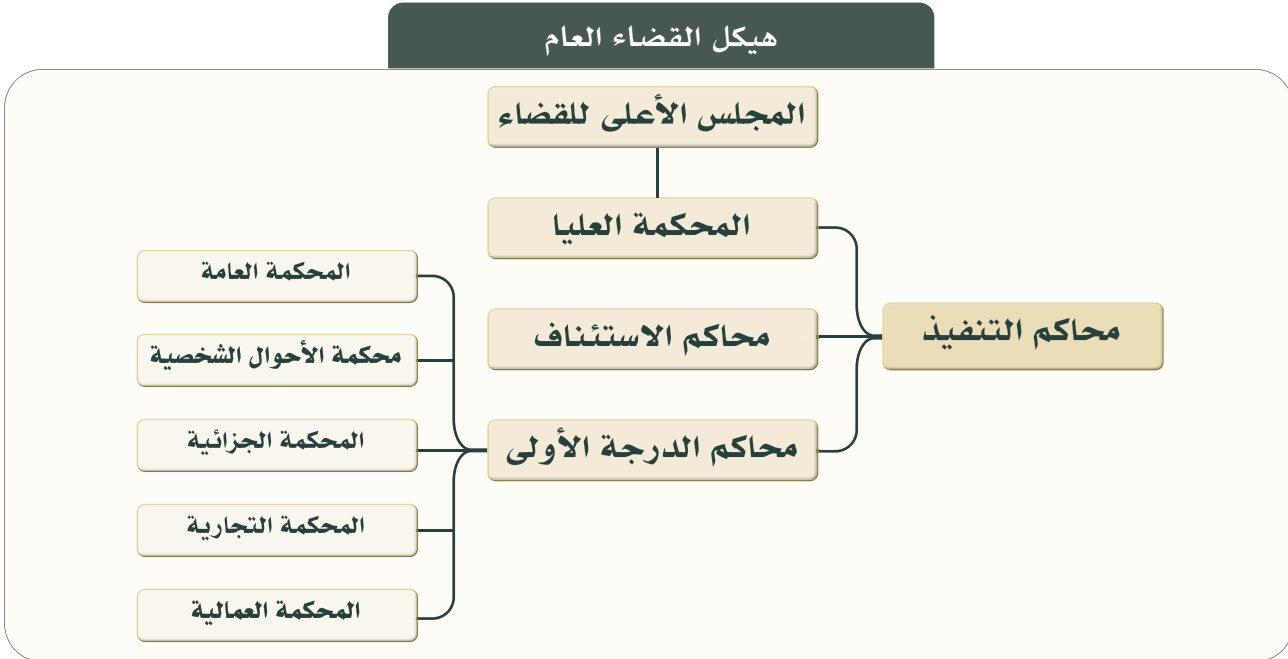 هيكل القضاء العام
المجلس الأعلى للقضاء
المحكمة العليا
محاكم الاستئناف
محاكم الدرجة الأولى
محاكم التنفيذ
المحكمة العامة
محكمة الأحوال الشخصية
المحكمة الجزائية
المحكمة التجارية
المحكمة العمالية